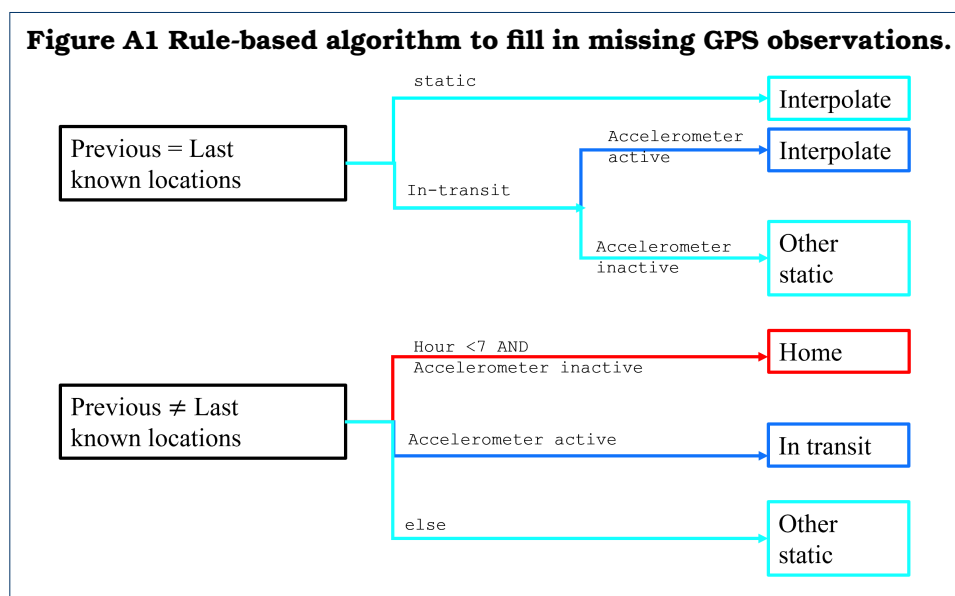 Figure A1 Rule-based algorithm to fill in missing GPS observations.
static
Interpolate
Previous = Last
known locations
Accelerometer
active
Interpolate
In-transit
Accelerometer
inactive
Other
static
Hour <7 AND
Accelerometer inactive
Home
Previous ≠ Last
known locations
Accelerometer active
In transit
else
Other
static